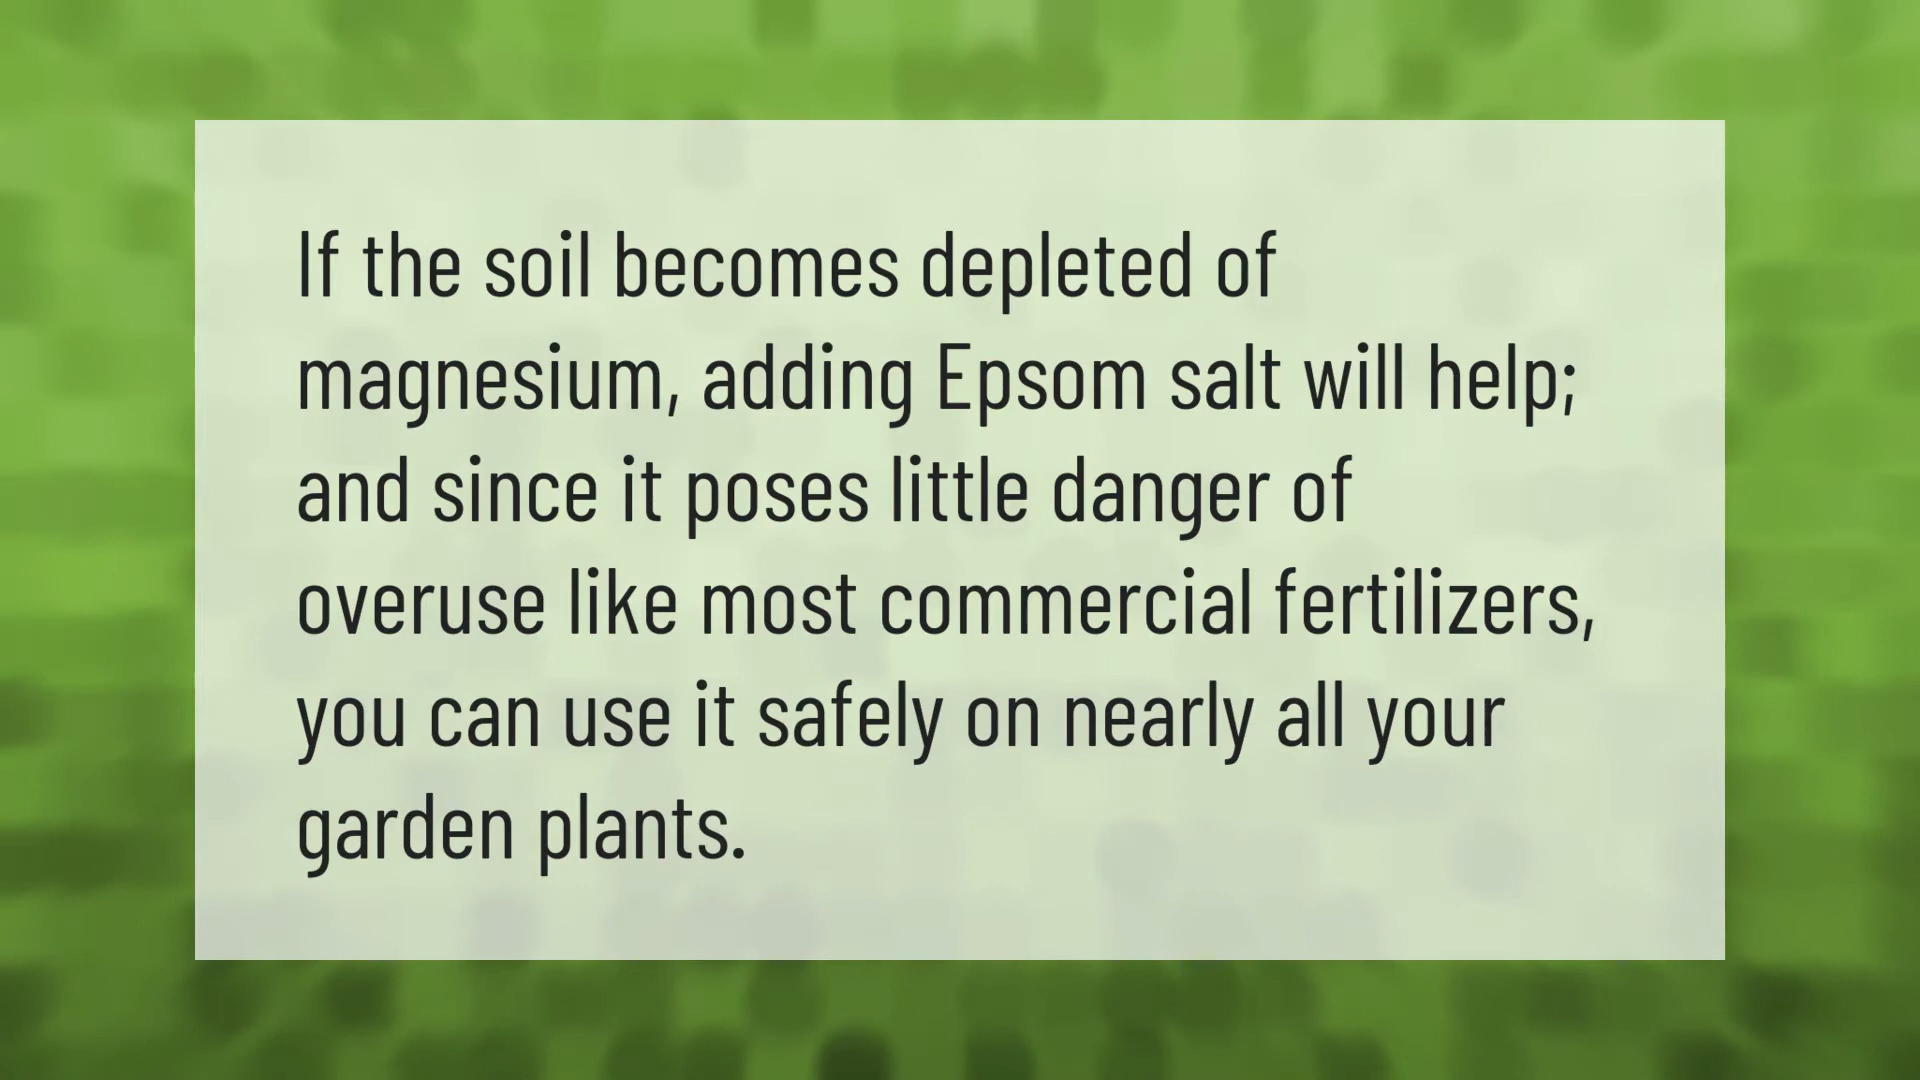 If the soil becomes depleted of
magnesium, adding Epsom salt will help;
and since it poses little danger of
overuse like most commercial fertilizers,
you can use it safely on nearly all your
garden plants.